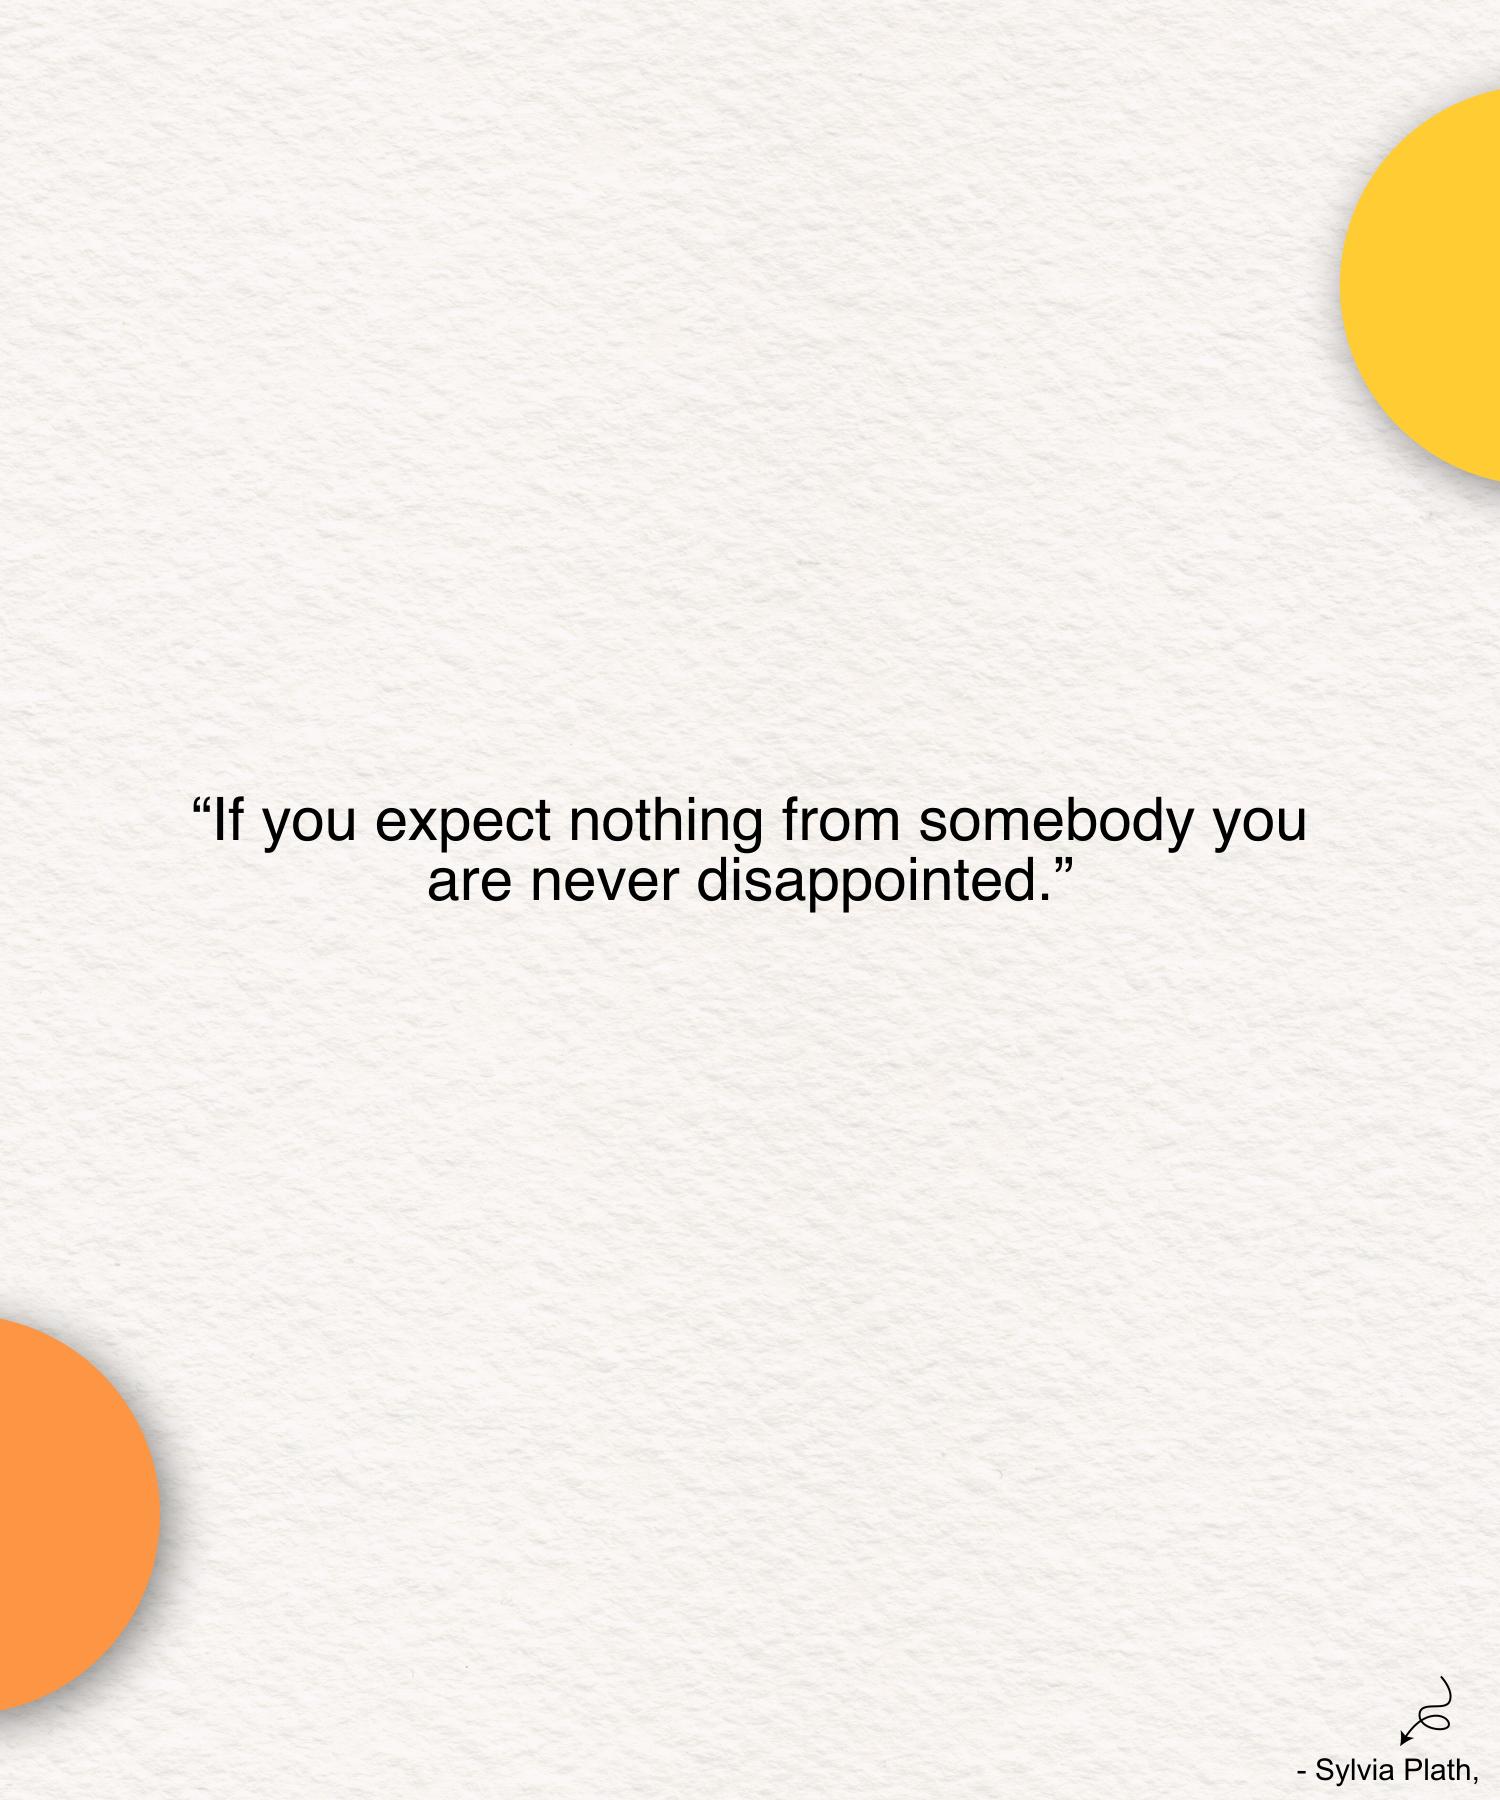 “If you expect nothing from somebody you
are never disappointed.”
- Sylvia Plath,